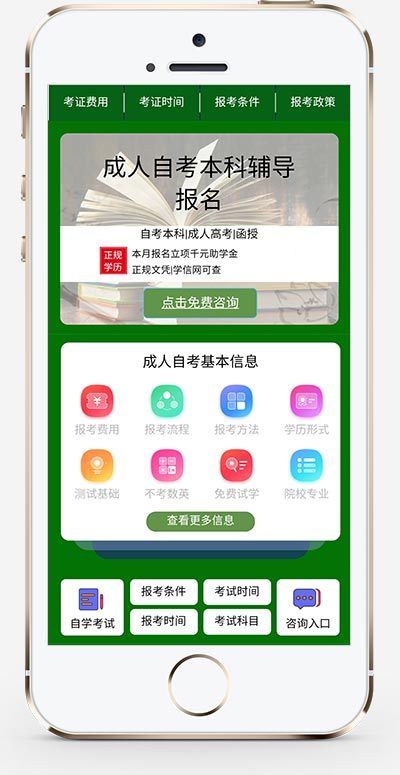 考证费用 考证时间 报考条件 报考政策
成人自考本科辅导
报名
自考本科|成人高考|函授
正规
学历
本月报名立项千元助学金
正规文凭|学信网可查
点击免费咨询
成人自考基本信息
报考费用 报考流程 报考方法 学历形式
测试基础 不考数英 免费试学 院校专业
查看更多信息
自学考试
报考条件 考试时间
报考时间 考试科目
咨询入口